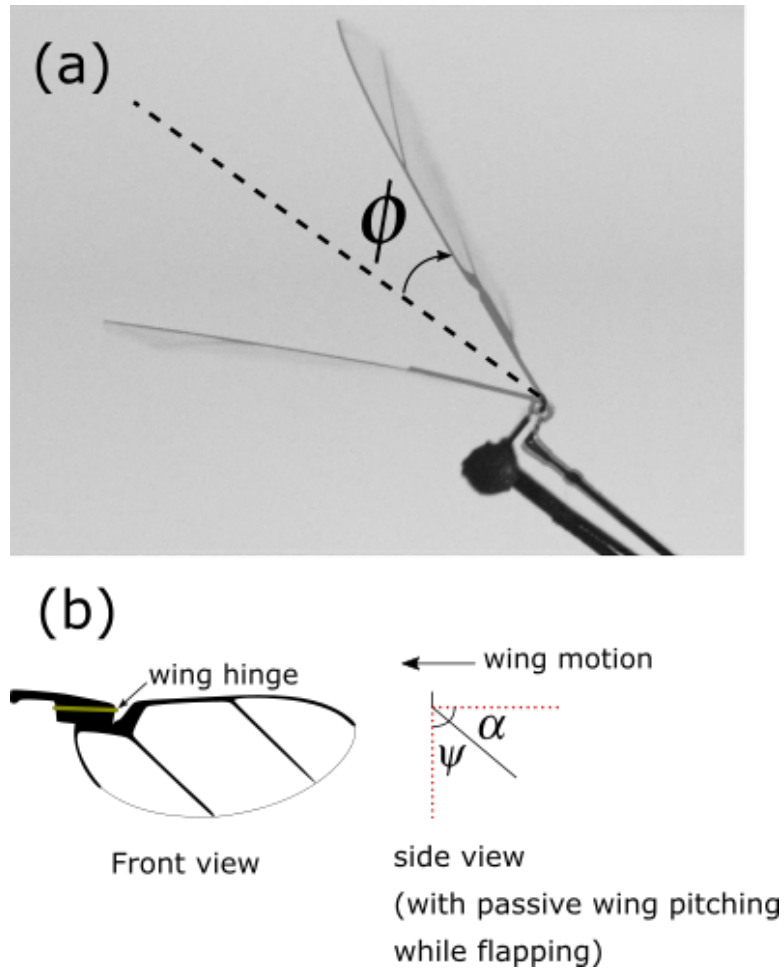 (a)
ϕ
(b)
wing hinge
wing motion
α
ψ
Front view
side view
(with passive wing pitching
while flapping)